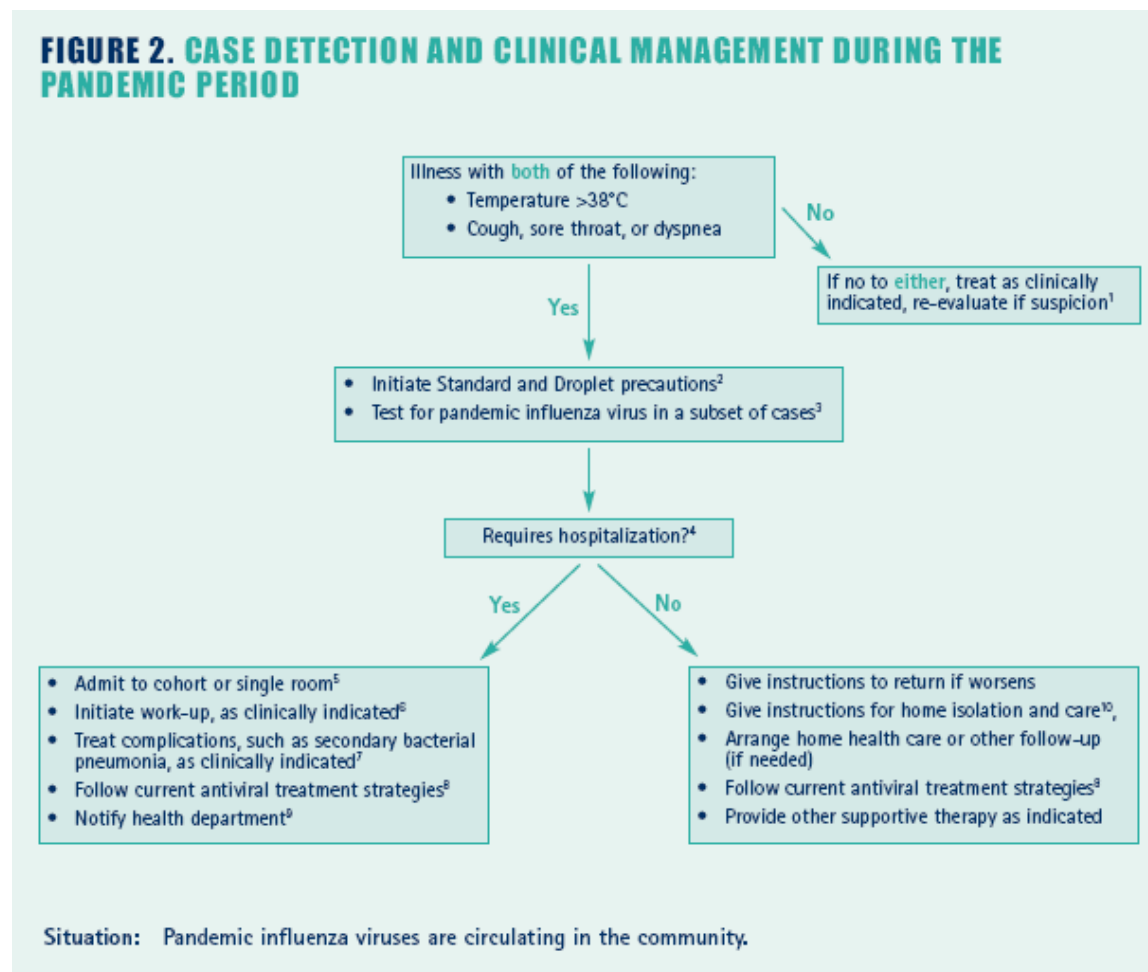 FIGURE 2. CASE DETECTION AND CLINICAL MANAGEMENT DURING THE
PANDEMIC PERIOD
Illness with both of the following:
• Temperature >38°C
• Cough, sore throat, or dyspnea
No
If no to either, treat as clinically
indicated, re-evaluate if suspicion¹
Yes
• Initiate Standard and Droplet precautions²
• Test for pandemic influenza virus in a subset of cases³
Requires hospitalization?⁴
Yes
No
• Admit to cohort or single room⁵
• Initiate work-up, as clinically indicated⁶
• Treat complications, such as secondary bacterial
pneumonia, as clinically indicated⁷
• Follow current antiviral treatment strategies⁸
• Notify health department⁹
• Give instructions to return if worsens
• Give instructions for home isolation and care¹⁰,
• Arrange home health care or other follow-up
(if needed)
• Follow current antiviral treatment strategies⁸
• Provide other supportive therapy as indicated
Situation: Pandemic influenza viruses are circulating in the community.